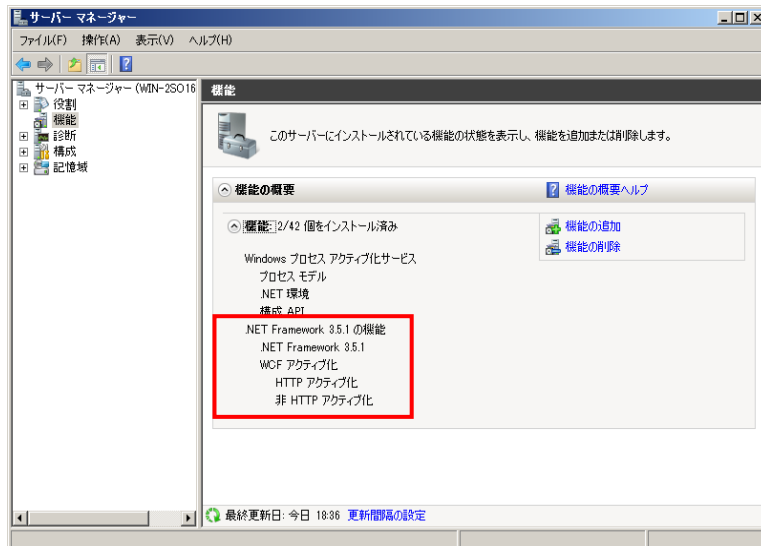 サーバー マネージャー
ファイル(F) 操作(A) 表示(V) ヘルプ(H)
サーバー マネージャー (WIN-2SO16
役割
機能
診断
構成
記憶域
機能
このサーバーにインストールされている機能の状態を表示し、機能を追加または削除します。
機能の概要
機能の概要ヘルプ
機能: 2/42 個をインストール済み
機能の追加
機能の削除
Windows プロセス アクティブ化サービス
プロセス モデル
.NET 環境
構成 API
.NET Framework 3.5.1 の機能
.NET Framework 3.5.1
WCF アクティブ化
HTTP アクティブ化
非 HTTP アクティブ化
最終更新日: 今日 18:36 更新間隔の設定